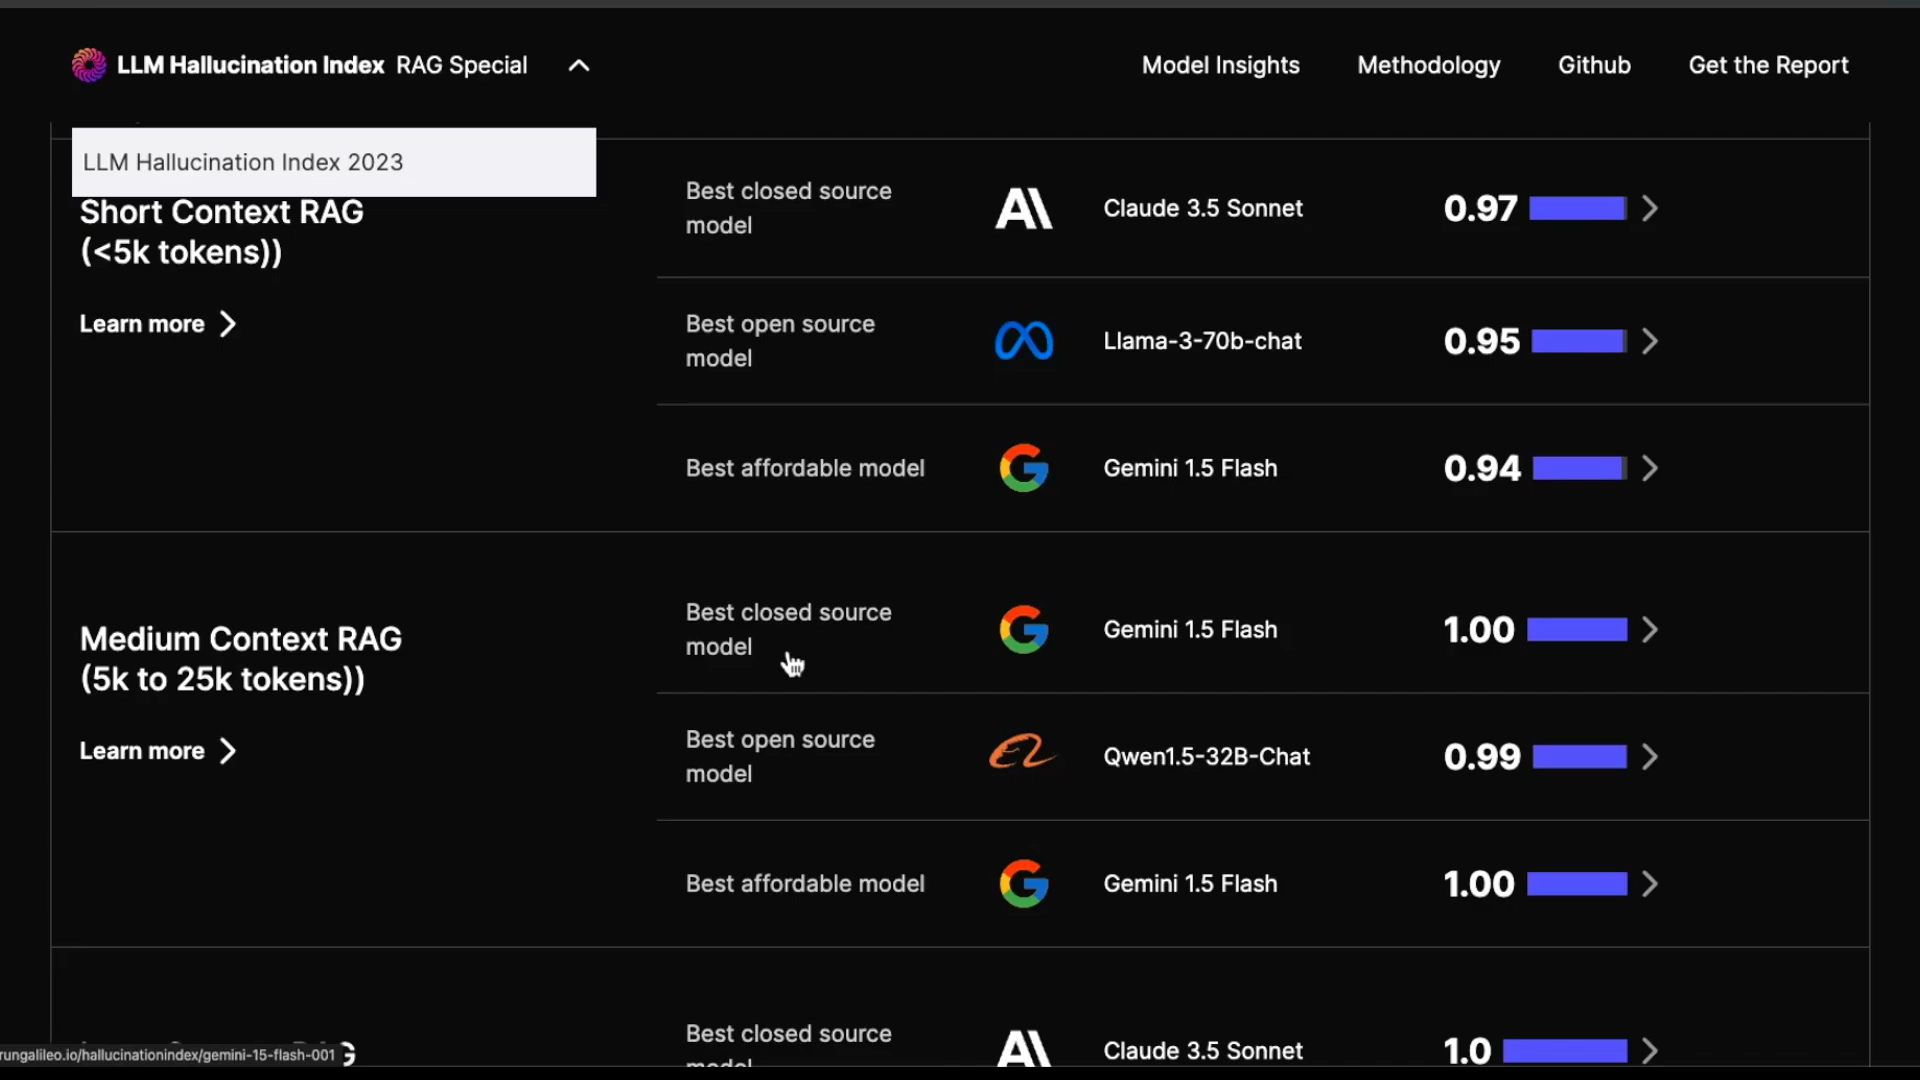 LLM Hallucination Index RAG Special
Model Insights
Methodology
Github
Get the Report
LLM Hallucination Index 2023
Short Context RAG
(<5k tokens))
Learn more
Best closed source
model
Claude 3.5 Sonnet
0.97
Best open source
model
Llama-3-70b-chat
0.95
Best affordable model
Gemini 1.5 Flash
0.94
Medium Context RAG
(5k to 25k tokens))
Learn more
Best closed source
model
Gemini 1.5 Flash
1.00
Best open source
model
Qwen1.5-32B-Chat
0.99
Best affordable model
Gemini 1.5 Flash
1.00
Best closed source
model
Claude 3.5 Sonnet
1.0
rungalileo.io/hallucinationindex/gemini-15-flash-001